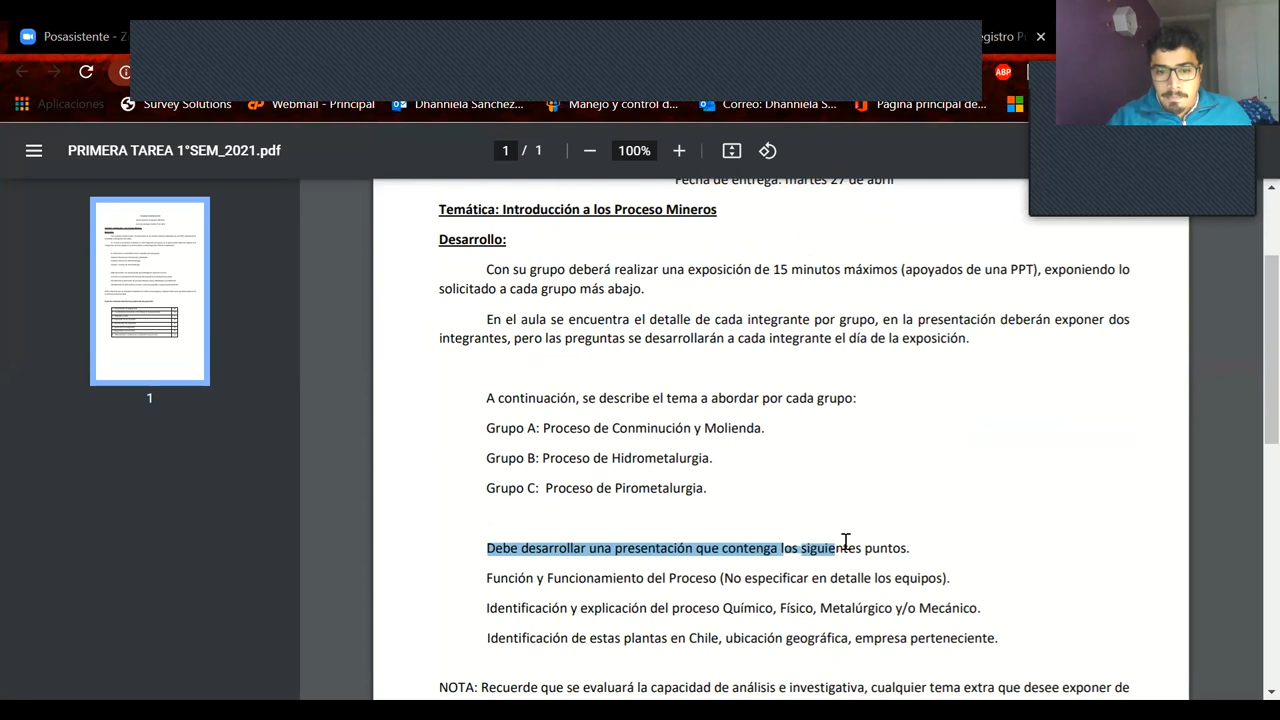 Posasistente - Z
egistro P
ABP
Aplicaciones
Survey Solutions
Webmail - Principal
Dhanniela Sanchez...
Manejo y control d...
Correo: Dhanniela S...
Página principal de...
PRIMERA TAREA 1°SEM_2021.pdf
1 / 1
100%
1
Fecha de entrega: martes 27 de abril
Temática: Introducción a los Proceso Mineros
Desarrollo:
Con su grupo deberá realizar una exposición de 15 minutos máximos (apoyados de una PPT), exponiendo lo
solicitado a cada grupo más abajo.
En el aula se encuentra el detalle de cada integrante por grupo, en la presentación deberán exponer dos
integrantes, pero las preguntas se desarrollarán a cada integrante el día de la exposición.
A continuación, se describe el tema a abordar por cada grupo:
Grupo A: Proceso de Conminución y Molienda.
Grupo B: Proceso de Hidrometalurgia.
Grupo C: Proceso de Pirometalurgia.
Debe desarrollar una presentación que contenga los siguientes puntos.
Función y Funcionamiento del Proceso (No especificar en detalle los equipos).
Identificación y explicación del proceso Químico, Físico, Metalúrgico y/o Mecánico.
Identificación de estas plantas en Chile, ubicación geográfica, empresa perteneciente.
NOTA: Recuerde que se evaluará la capacidad de análisis e investigativa, cualquier tema extra que desee exponer de